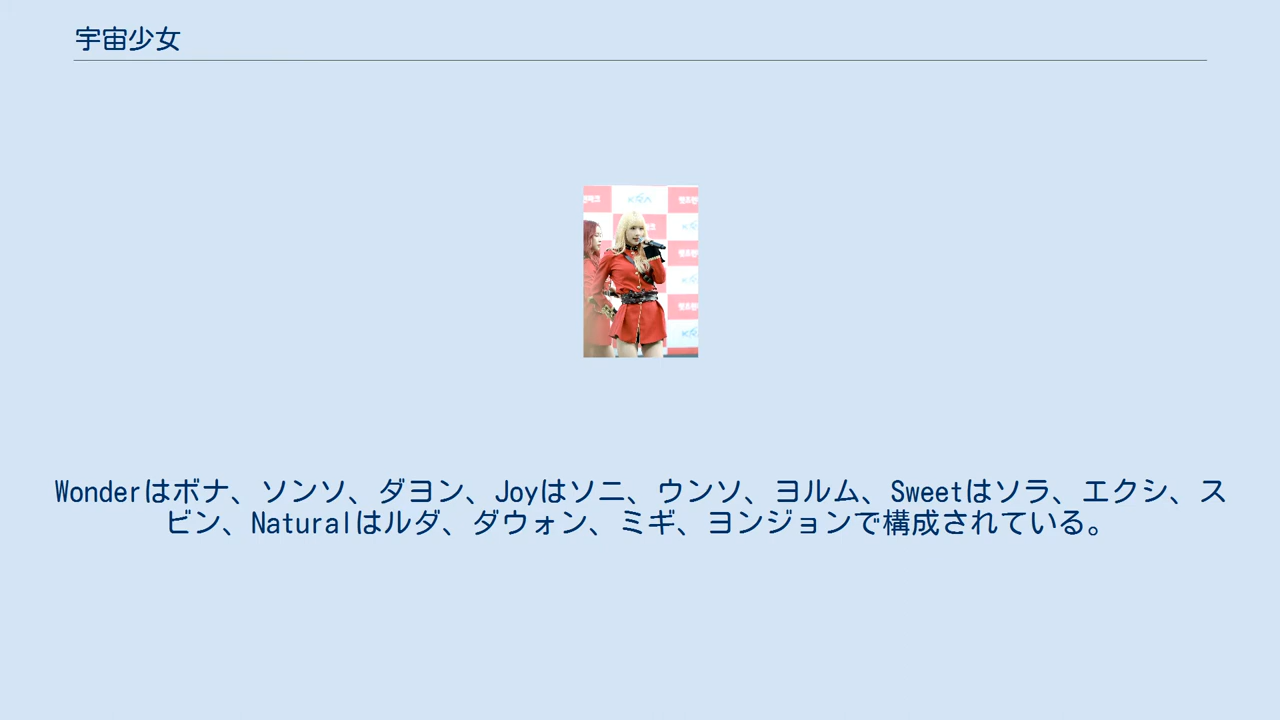 宇宙少女
Wonderはボナ、ソンソ、ダヨン、Joyはソニ、ウンソ、ヨルム、Sweetはソラ、エクシ、ス
ビン、Naturalはルダ、ダウォン、ミギ、ヨンジョンで構成されている。